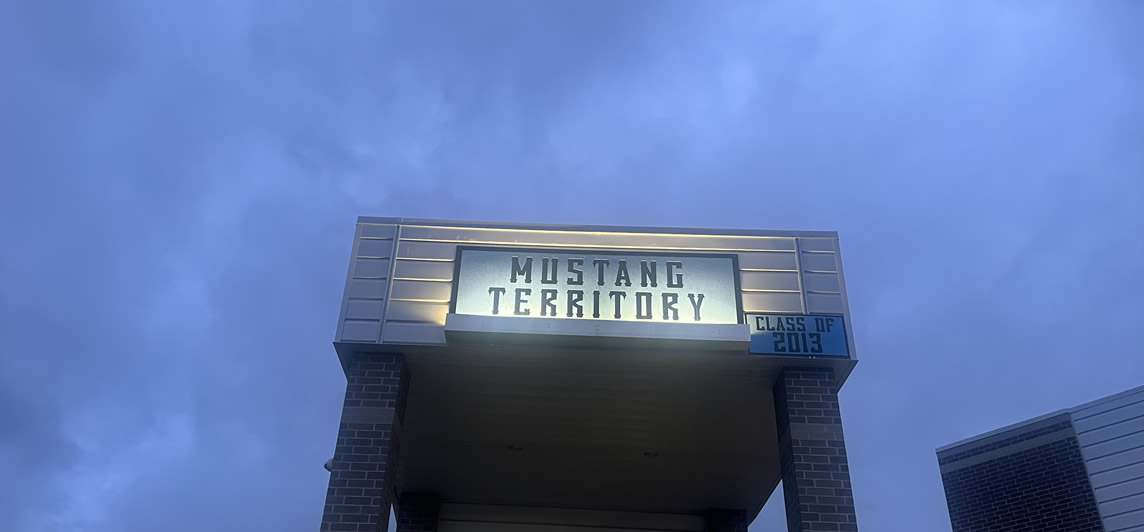 MUSTANG
TERRITORY
CLASS OF
2013